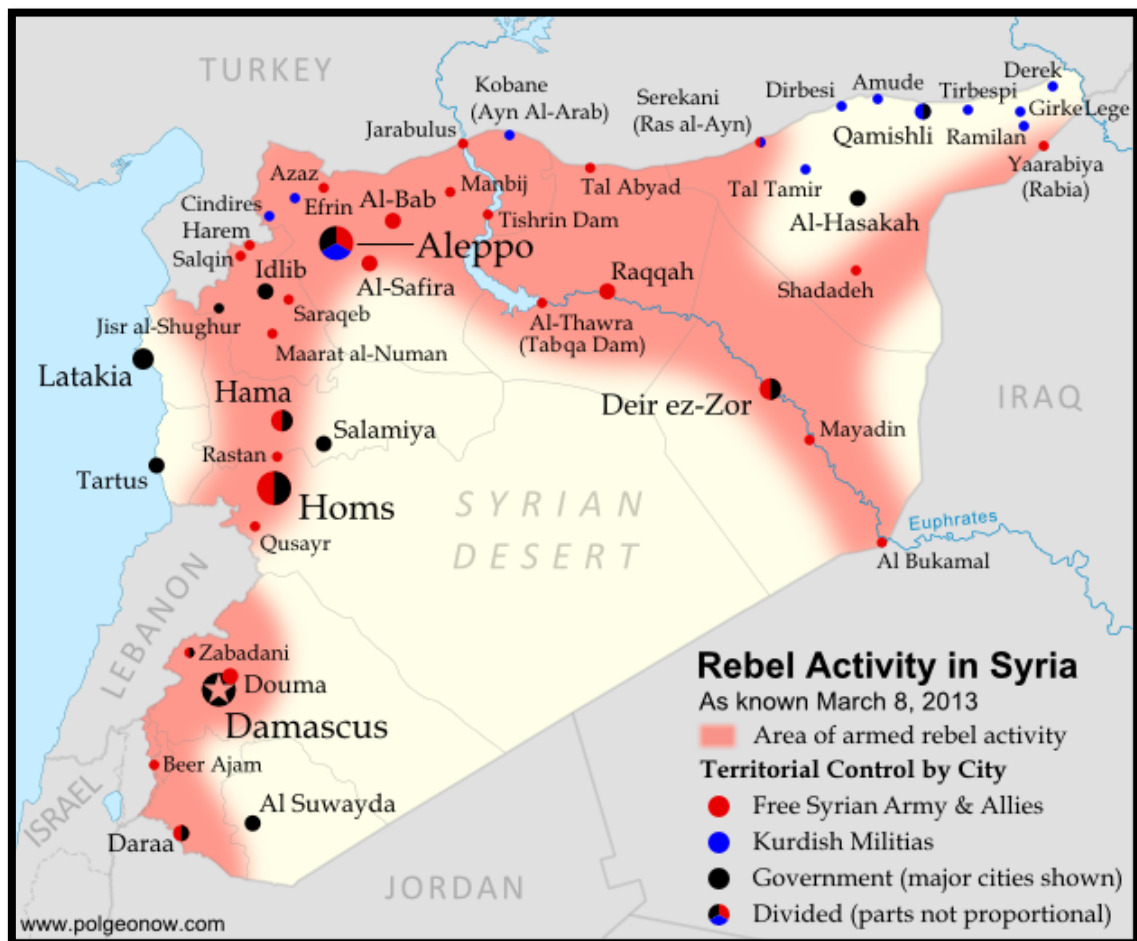 TURKEY
Kobane
(Ayn Al-Arab)
Jarabulus
Serekani
(Ras al-Ayn)
Dirbesi
Amude
Derek
Tirbespi
GirkeLege
Qamishli
Ramilan
Yaarabiya
(Rabia)
Azaz
Cindires
Efrin
Al-Bab
Manbij
Tal Abyad
Tal Tamir
Al-Hasakah
Harem
Salqin
Aleppo
Tishrin Dam
Idlib
Al-Safira
Raqqah
Shadadeh
Jisr al-Shughur
Saraqeb
Al-Thawra
(Tabqa Dam)
Maarat al-Numan
Latakia
Hama
Deir ez-Zor
IRAQ
Salamiya
Mayadin
Rastan
Tartus
Homs
SYRIAN
DESERT
Qusayr
Euphrates
Al Bukamal
LEBANON
Zabadani
Douma
Damascus
Beer Ajam
ISRAEL
Al Suwayda
Daraa
JORDAN
Rebel Activity in Syria
As known March 8, 2013
Area of armed rebel activity
Territorial Control by City
Free Syrian Army & Allies
Kurdish Militias
Government (major cities shown)
Divided (parts not proportional)
www.polgeonow.com